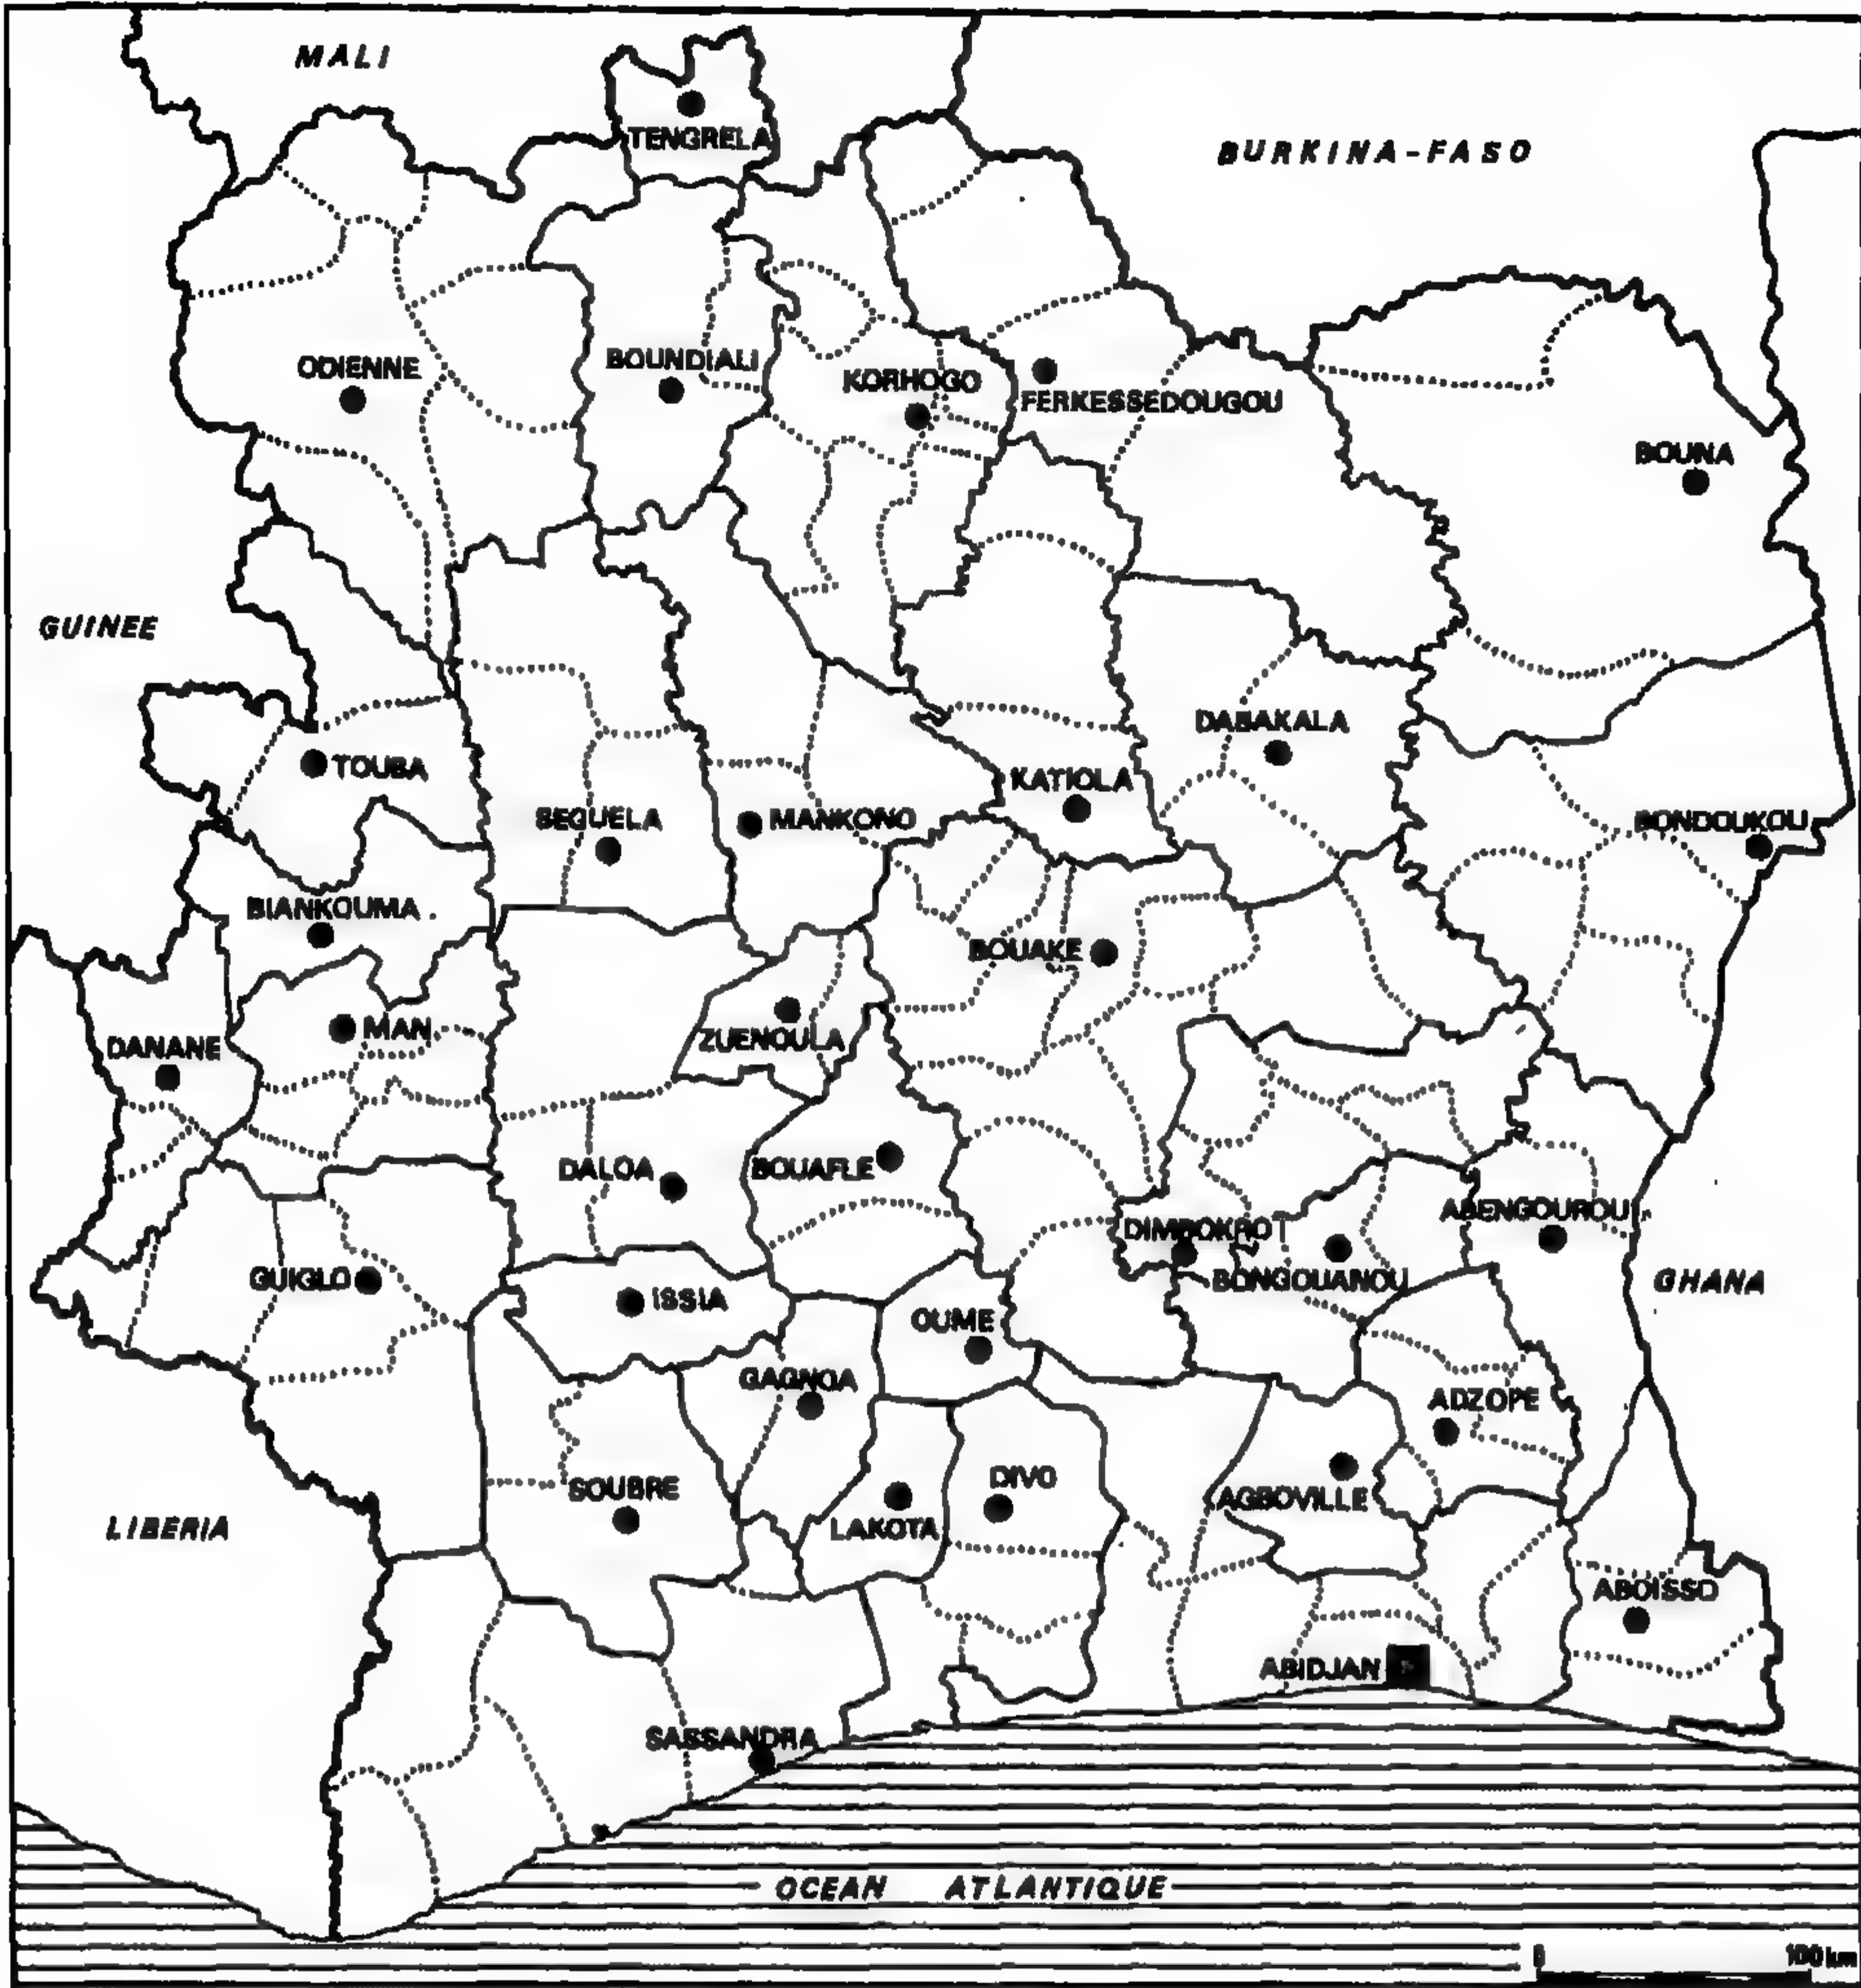 MALI
TENGRELA
BURKINA-FASO
ODIENNE
BOUNDIALI
KORHOGO
FERKESSEDOUGOU
BOUNA
GUINEE
TOUBA
SEGUELA
MANKONO
KATIOLA
DABAKALA
BONDOUKOU
BIANKOUMA
BOUAKE
MAN
DANANE
ZUENOULA
DALOA
BOUAFLE
DIMBOKRO
ABENGOUROU
GUIGLO
ISSIA
OUME
BONGOUANOU
GHANA
GAGNOA
ADZOPE
SOUBRE
LAKOTA
DIVO
AGBOVILLE
LIBERIA
ABOISSO
ABIDJAN
SASSANDRA
OCEAN ATLANTIQUE
0 100 km